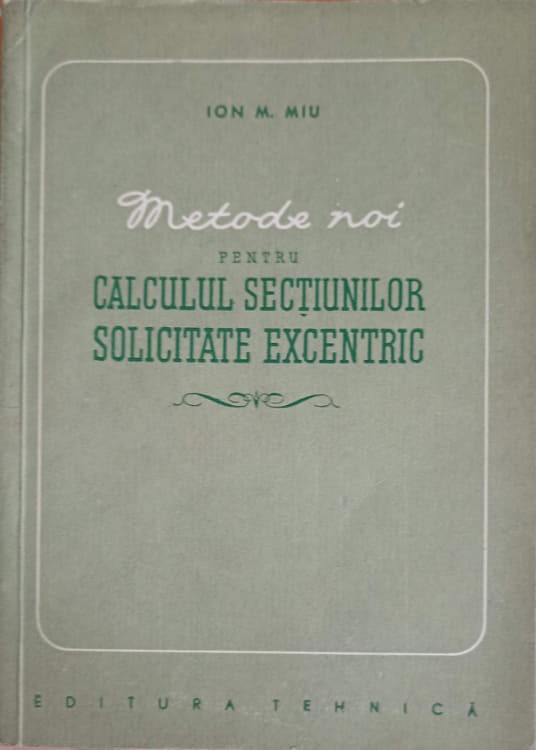 ION M. MIU
Metode noi
PENTRU
CALCULUL SECȚIUNILOR
SOLICITATE EXCENTRIC
EDITURA TEHNICĂ